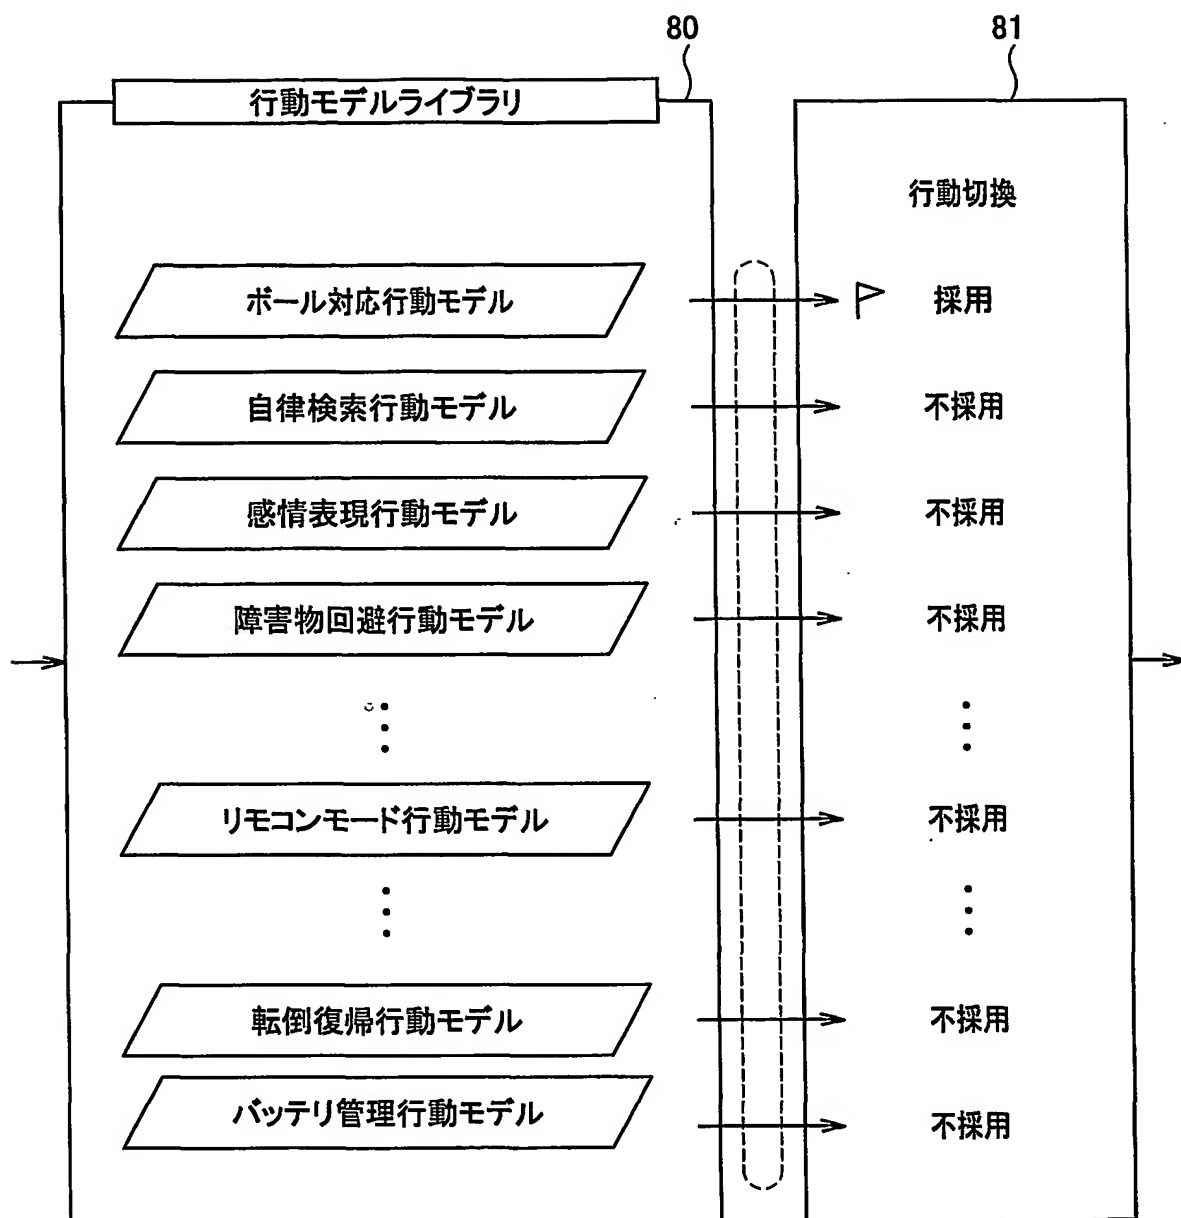 80
81
行動モデルライブラリ
行動切換
ボール対応行動モデル
採用
自律検索行動モデル
不採用
感情表現行動モデル
不採用
障害物回避行動モデル
不採用
リモコンモード行動モデル
不採用
転倒復帰行動モデル
不採用
バッテリ管理行動モデル
不採用